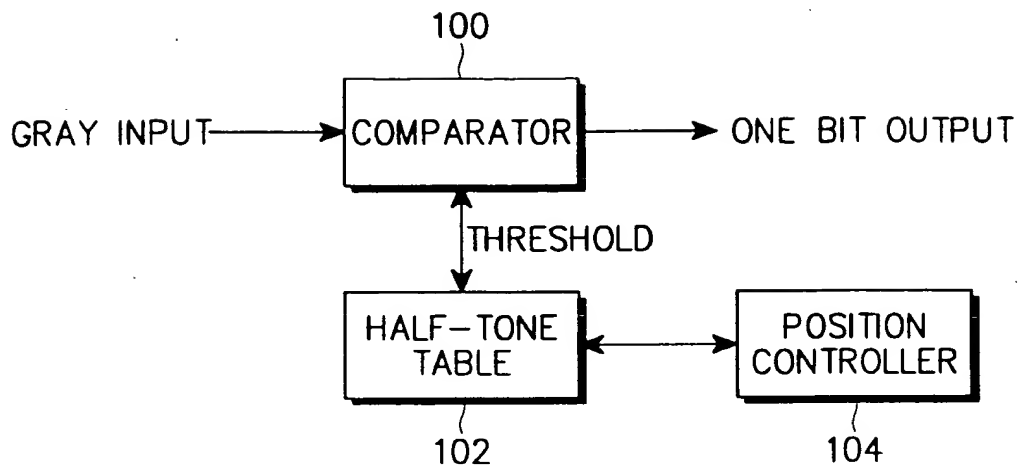 100
GRAY INPUT
COMPARATOR
ONE BIT OUTPUT
THRESHOLD
HALF-TONE
TABLE
POSITION
CONTROLLER
102
104